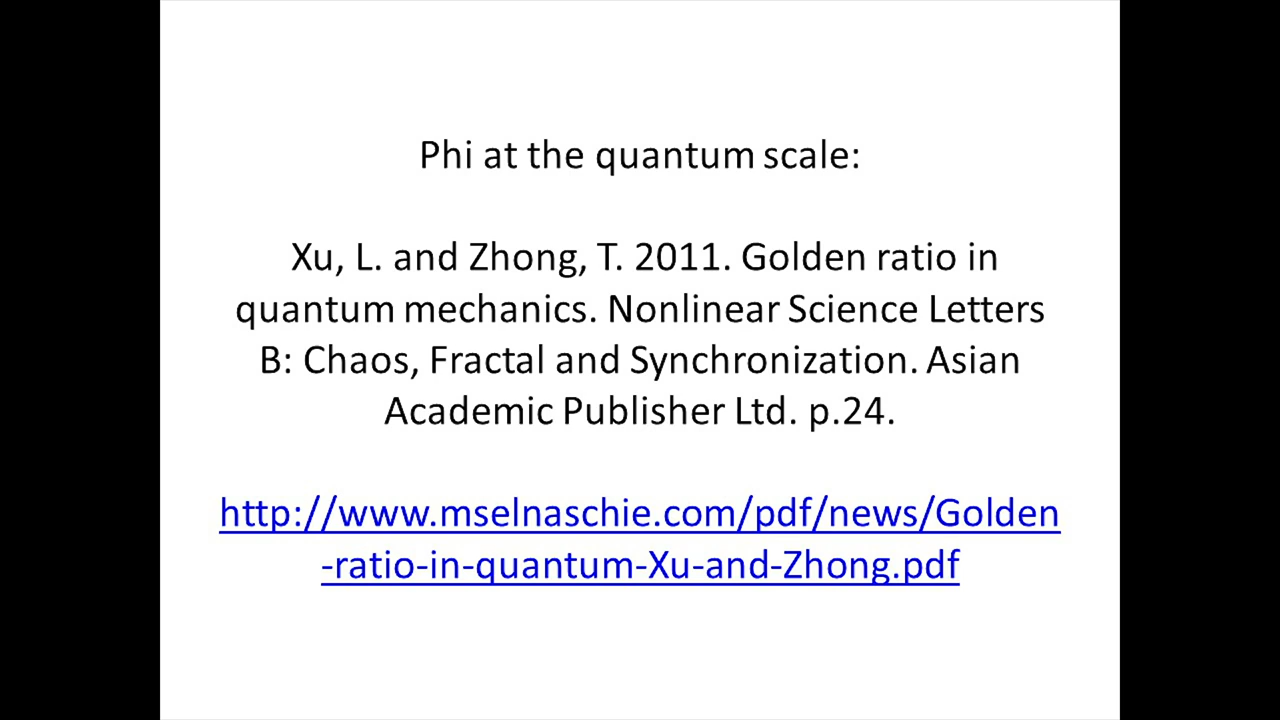 Phi at the quantum scale:
Xu, L. and Zhong, T. 2011. Golden ratio in
quantum mechanics. Nonlinear Science Letters
B: Chaos, Fractal and Synchronization. Asian
Academic Publisher Ltd. p.24.
http://www.mselnaschie.com/pdf/news/Golden
-ratio-in-quantum-Xu-and-Zhong.pdf